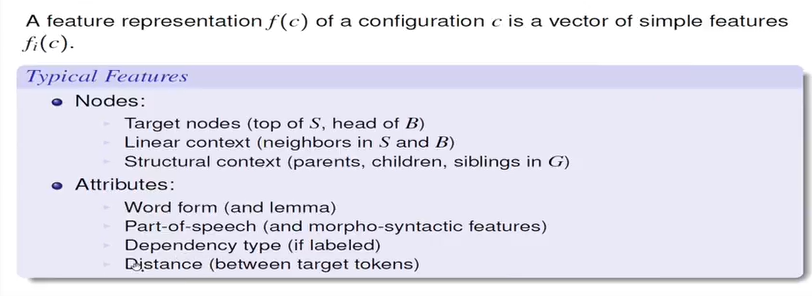 A feature representation f(c) of a configuration c is a vector of simple features
fi(c).
Typical Features
Nodes:
Target nodes (top of S, head of B)
Linear context (neighbors in S and B)
Structural context (parents, children, siblings in G)
Attributes:
Word form (and lemma)
Part-of-speech (and morpho-syntactic features)
Dependency type (if labeled)
Distance (between target tokens)